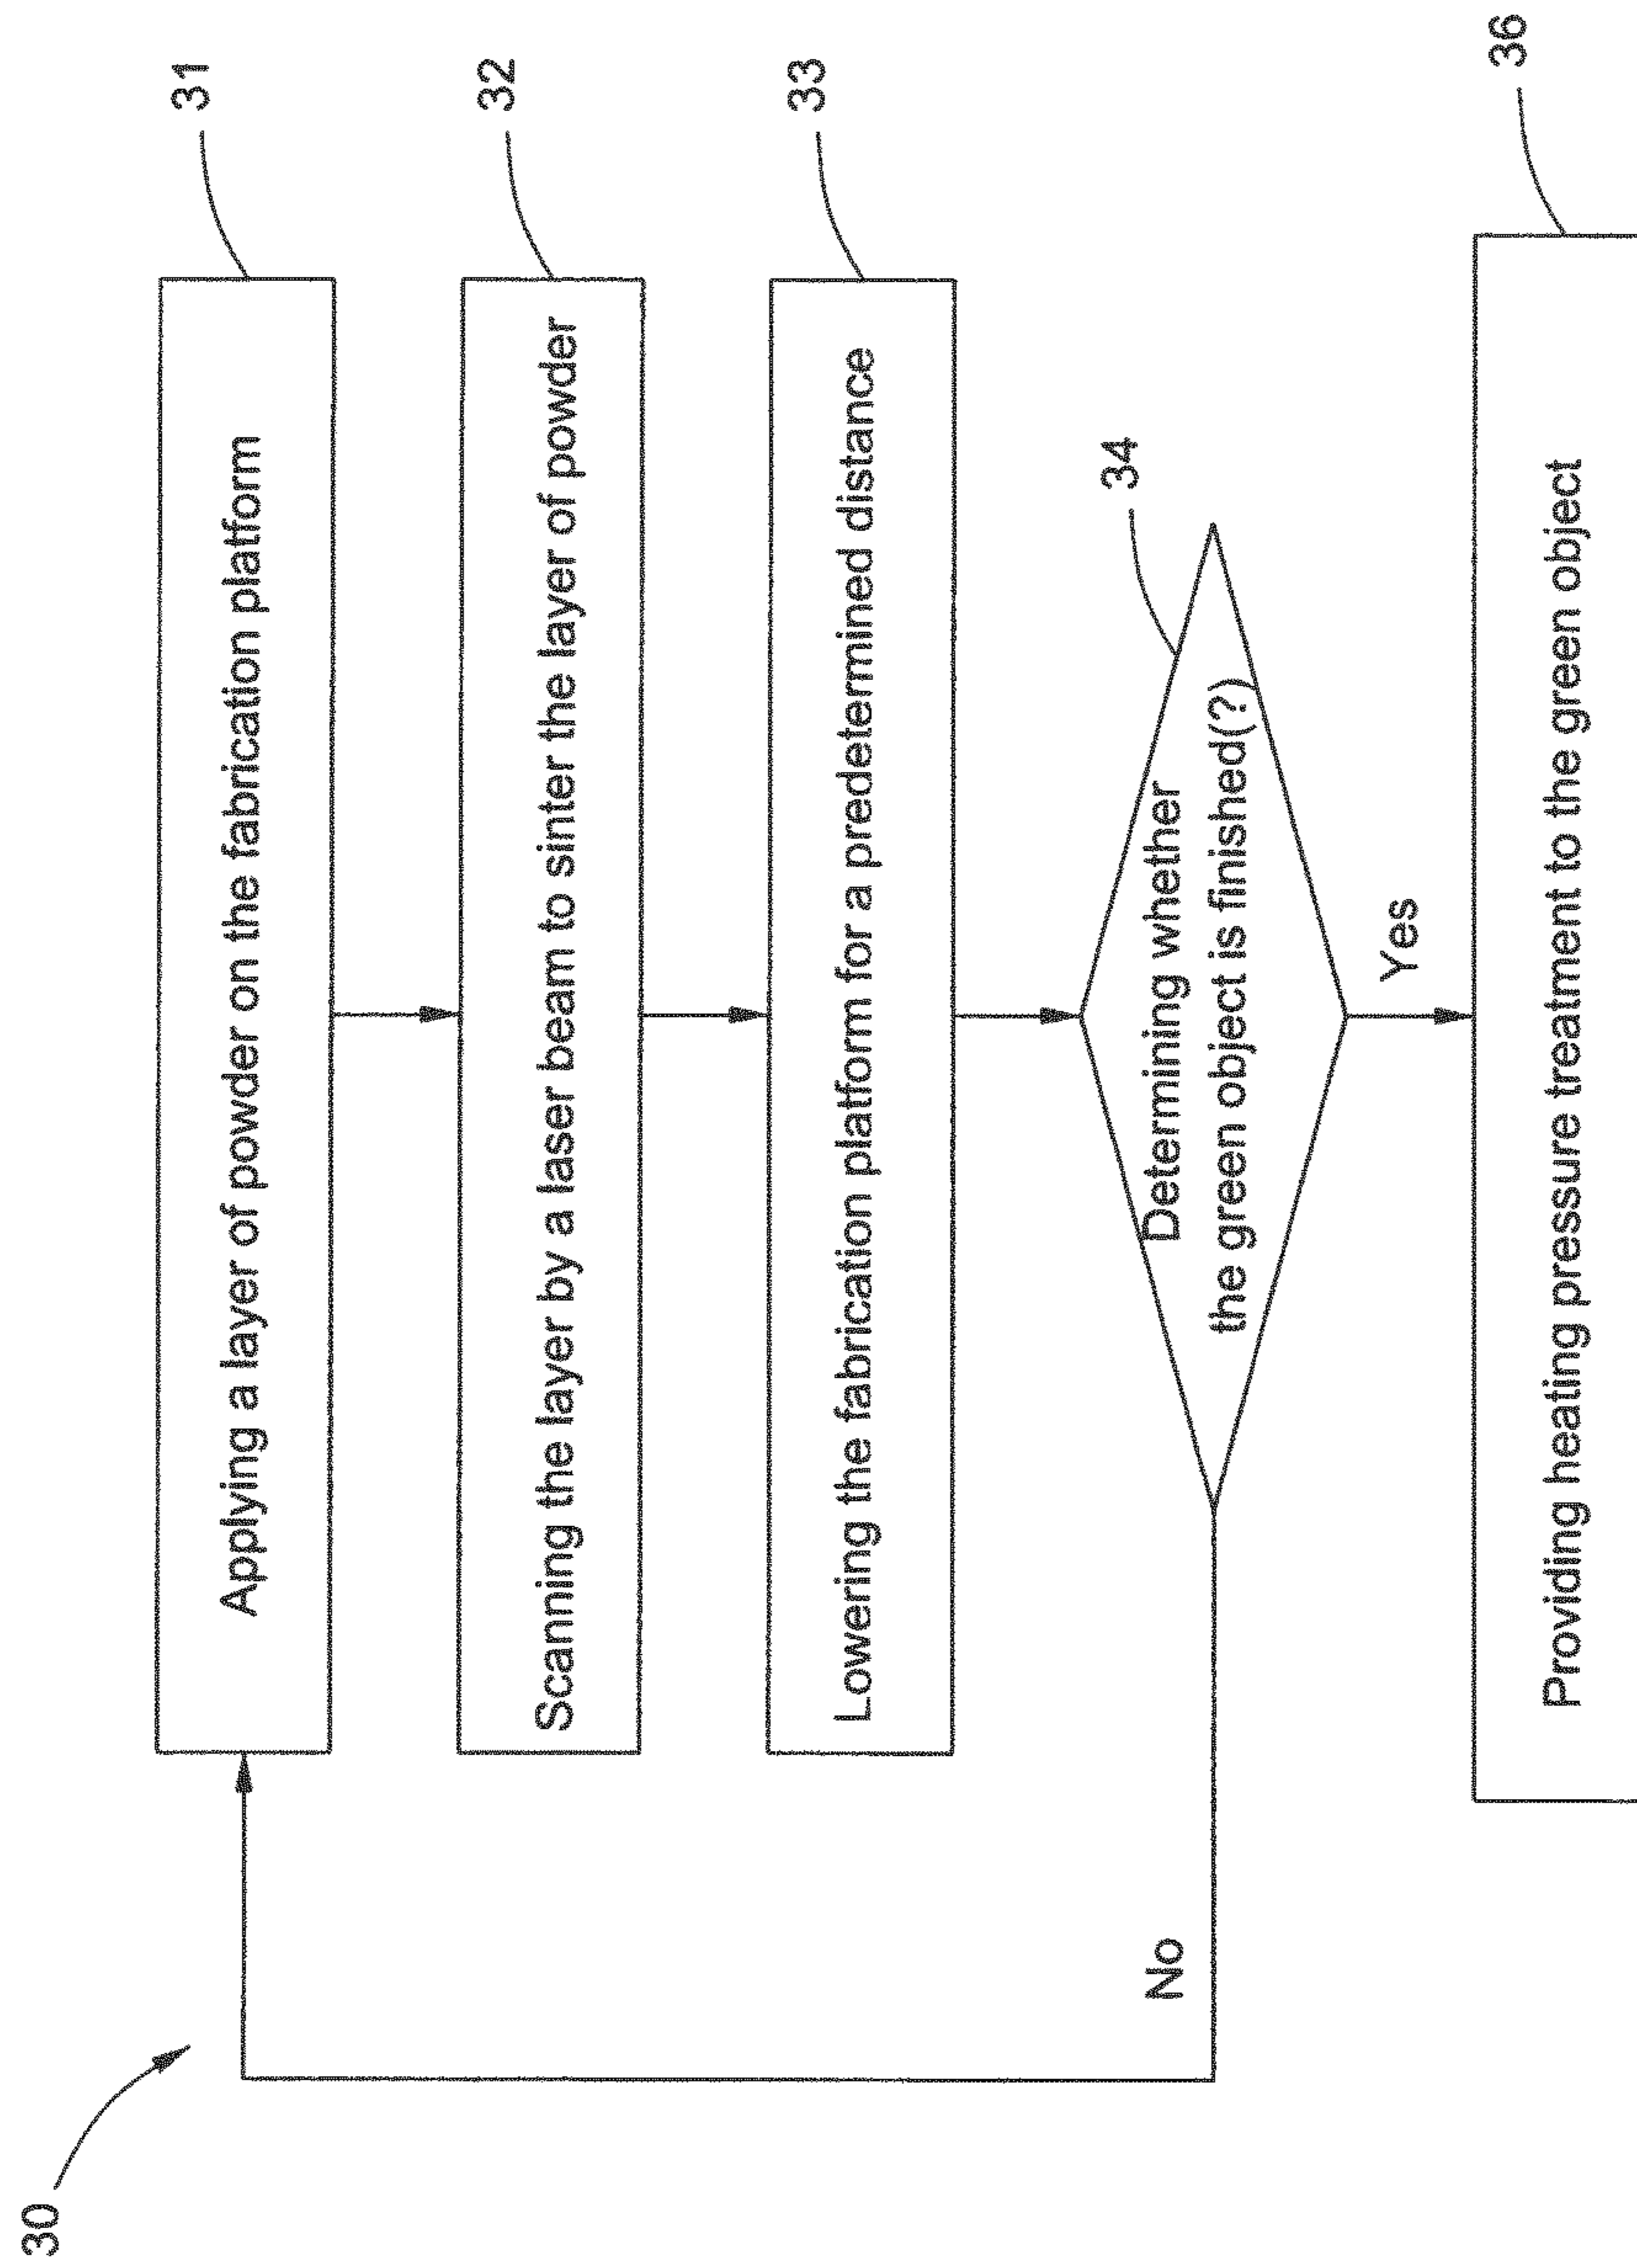 30
31
Applying a layer of powder on the fabrication platform
32
Scanning the layer by a laser beam to sinter the layer of powder
33
Lowering the fabrication platform for a predetermined distance
34
Determining whether
the green object is finished(?)
No
Yes
36
Providing heating pressure treatment to the green object